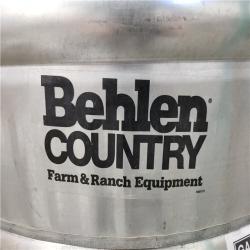 Behlen®
COUNTRY
Farm & Ranch Equipment